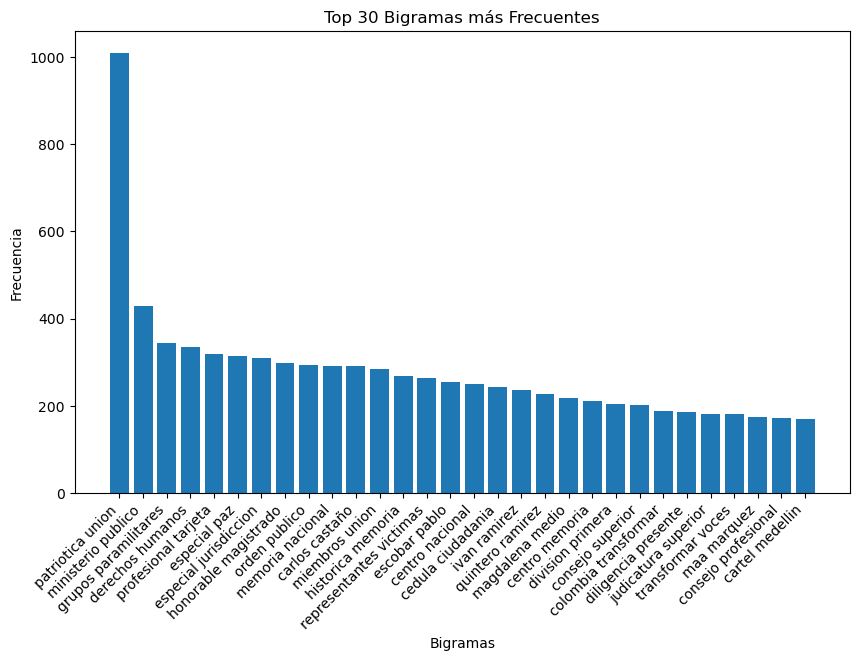 Top 30 Bigramas más Frecuentes
Frecuencia
1000
800
600
400
200
0
patriotica union
ministerio publico
grupos paramilitares
derechos humanos
profesional tarjeta
especial paz
especial jurisdiccion
honorable magistrado
orden publico
memoria nacional
carlos castaño
miembros union
historica memoria
representantes victimas
escobar pablo
centro nacional
cedula ciudadania
ivan ramirez
quintero ramirez
magdalena medio
centro memoria
division primera
consejo superior
colombia transformar
diligencia presente
judicatura superior
transformar voces
maa marquez
consejo profesional
cartel medellin
Bigramas